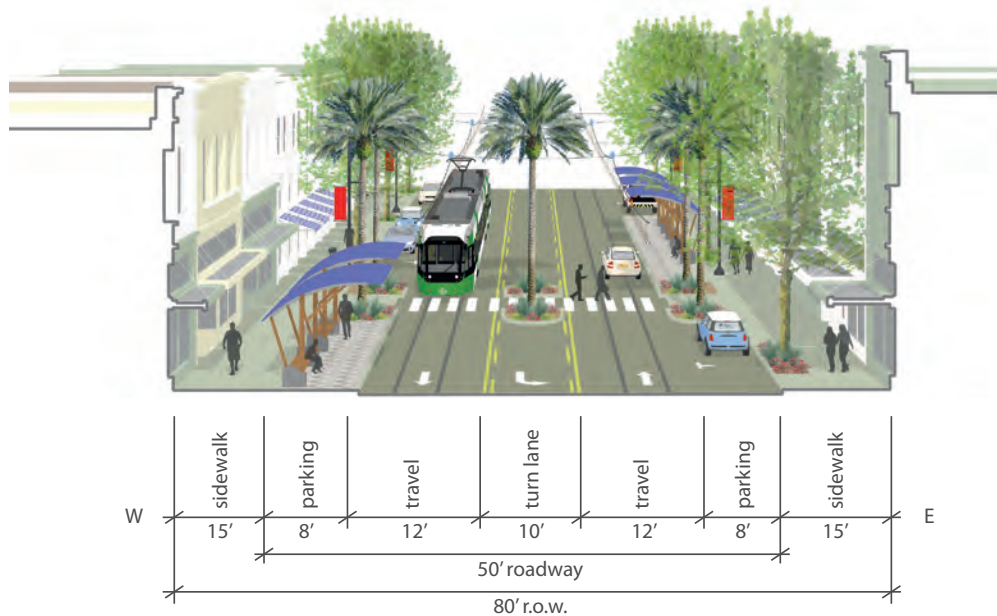 sidewalk
parking
travel
turn lane
travel
parking
sidewalk
W
E
15’
8’
12’
10’
12’
8’
15’
50’ roadway
80’ r.o.w.